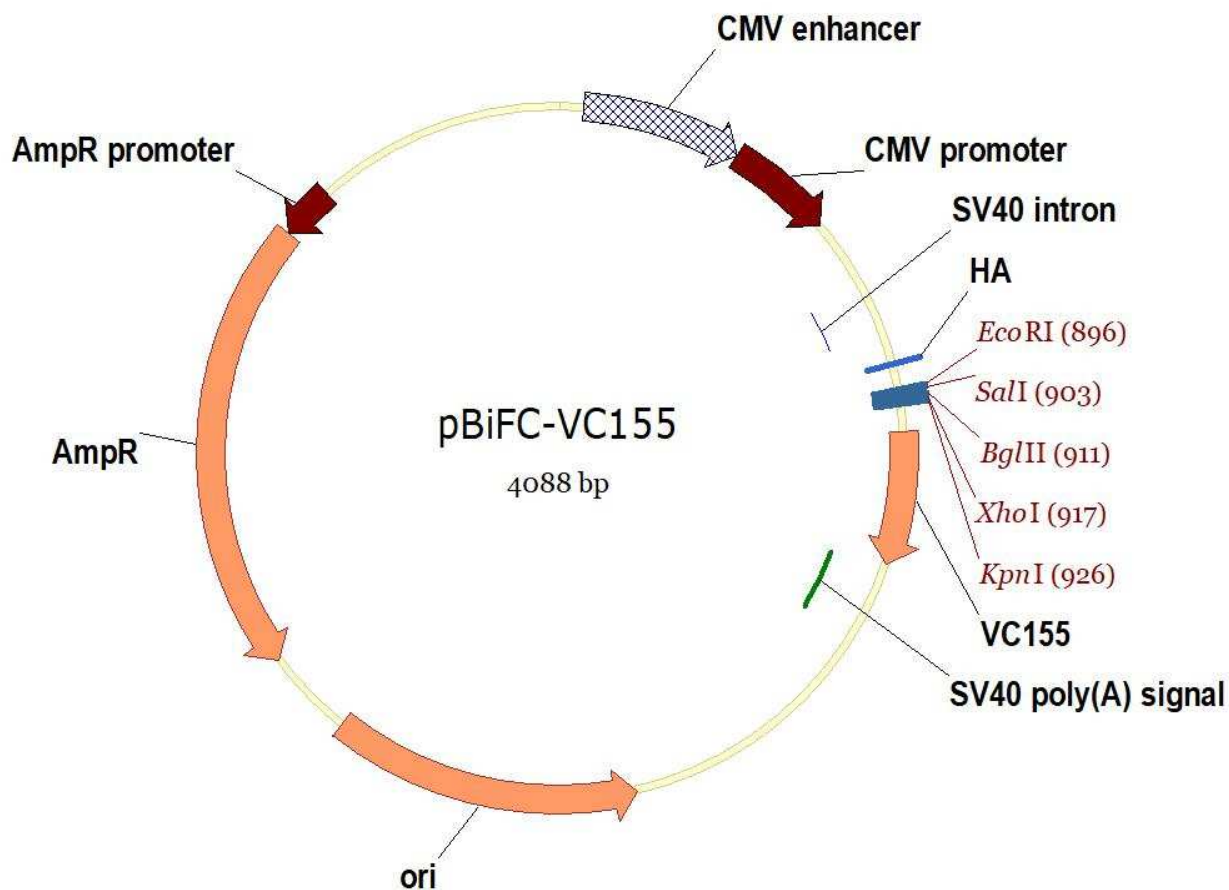 CMV enhancer
AmpR promoter
CMV promoter
SV40 intron
HA
EcoRI (896)
SalI (903)
BglII (911)
XhoI (917)
KpnI (926)
pBiFC-VC155
4088 bp
AmpR
VC155
SV40 poly(A) signal
ori